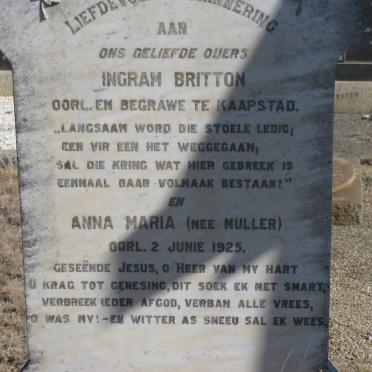 LIEFDEVOLLE HERINNERING
AAN
ONS GELIEFDE OUERS
INGRAM BRITTON
OORL. EN BEGRAWE TE KAAPSTAD.
„LANGSAAM WORD DIE STOELE LEDIG;
EEN VIR EEN HET WEGGEGAAN;
SAL DIE KRING WAT HIER GEBREEK IS
EENMAAL DAAR VOLMAAK BESTAAN?"
EN
ANNA MARIA (NEE MULLER)
OORL. 2 JUNIE 1925.
GESEËNDE JESUS, O HEER VAN MY HART
U KRAG TOT GENESING, DIT SOEK EK MET SMART,
VERBREEK IEDER AFGOD, VERBAN ALLE VREES,
O WAS MY!-EN WITTER AS SNEEU SAL EK WEES.